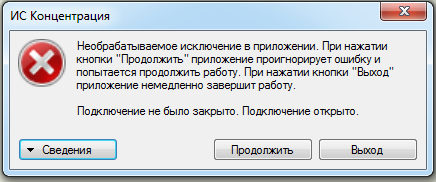 ИС Концентрация
Необрабатываемое исключение в приложении. При нажатии
кнопки "Продолжить" приложение проигнорирует ошибку и
попытается продолжить работу. При нажатии кнопки "Выход"
приложение немедленно завершит работу.
Подключение не было закрыто. Подключение открыто.
Сведения
Продолжить
Выход